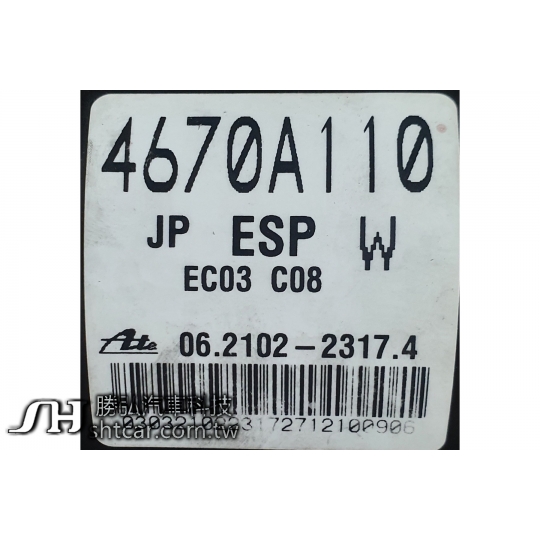 4670A110
JP ESP W
EC03 C08
Ate 06.2102-2317.4
SH 勝弘汽車科技
shtcar.com.tw